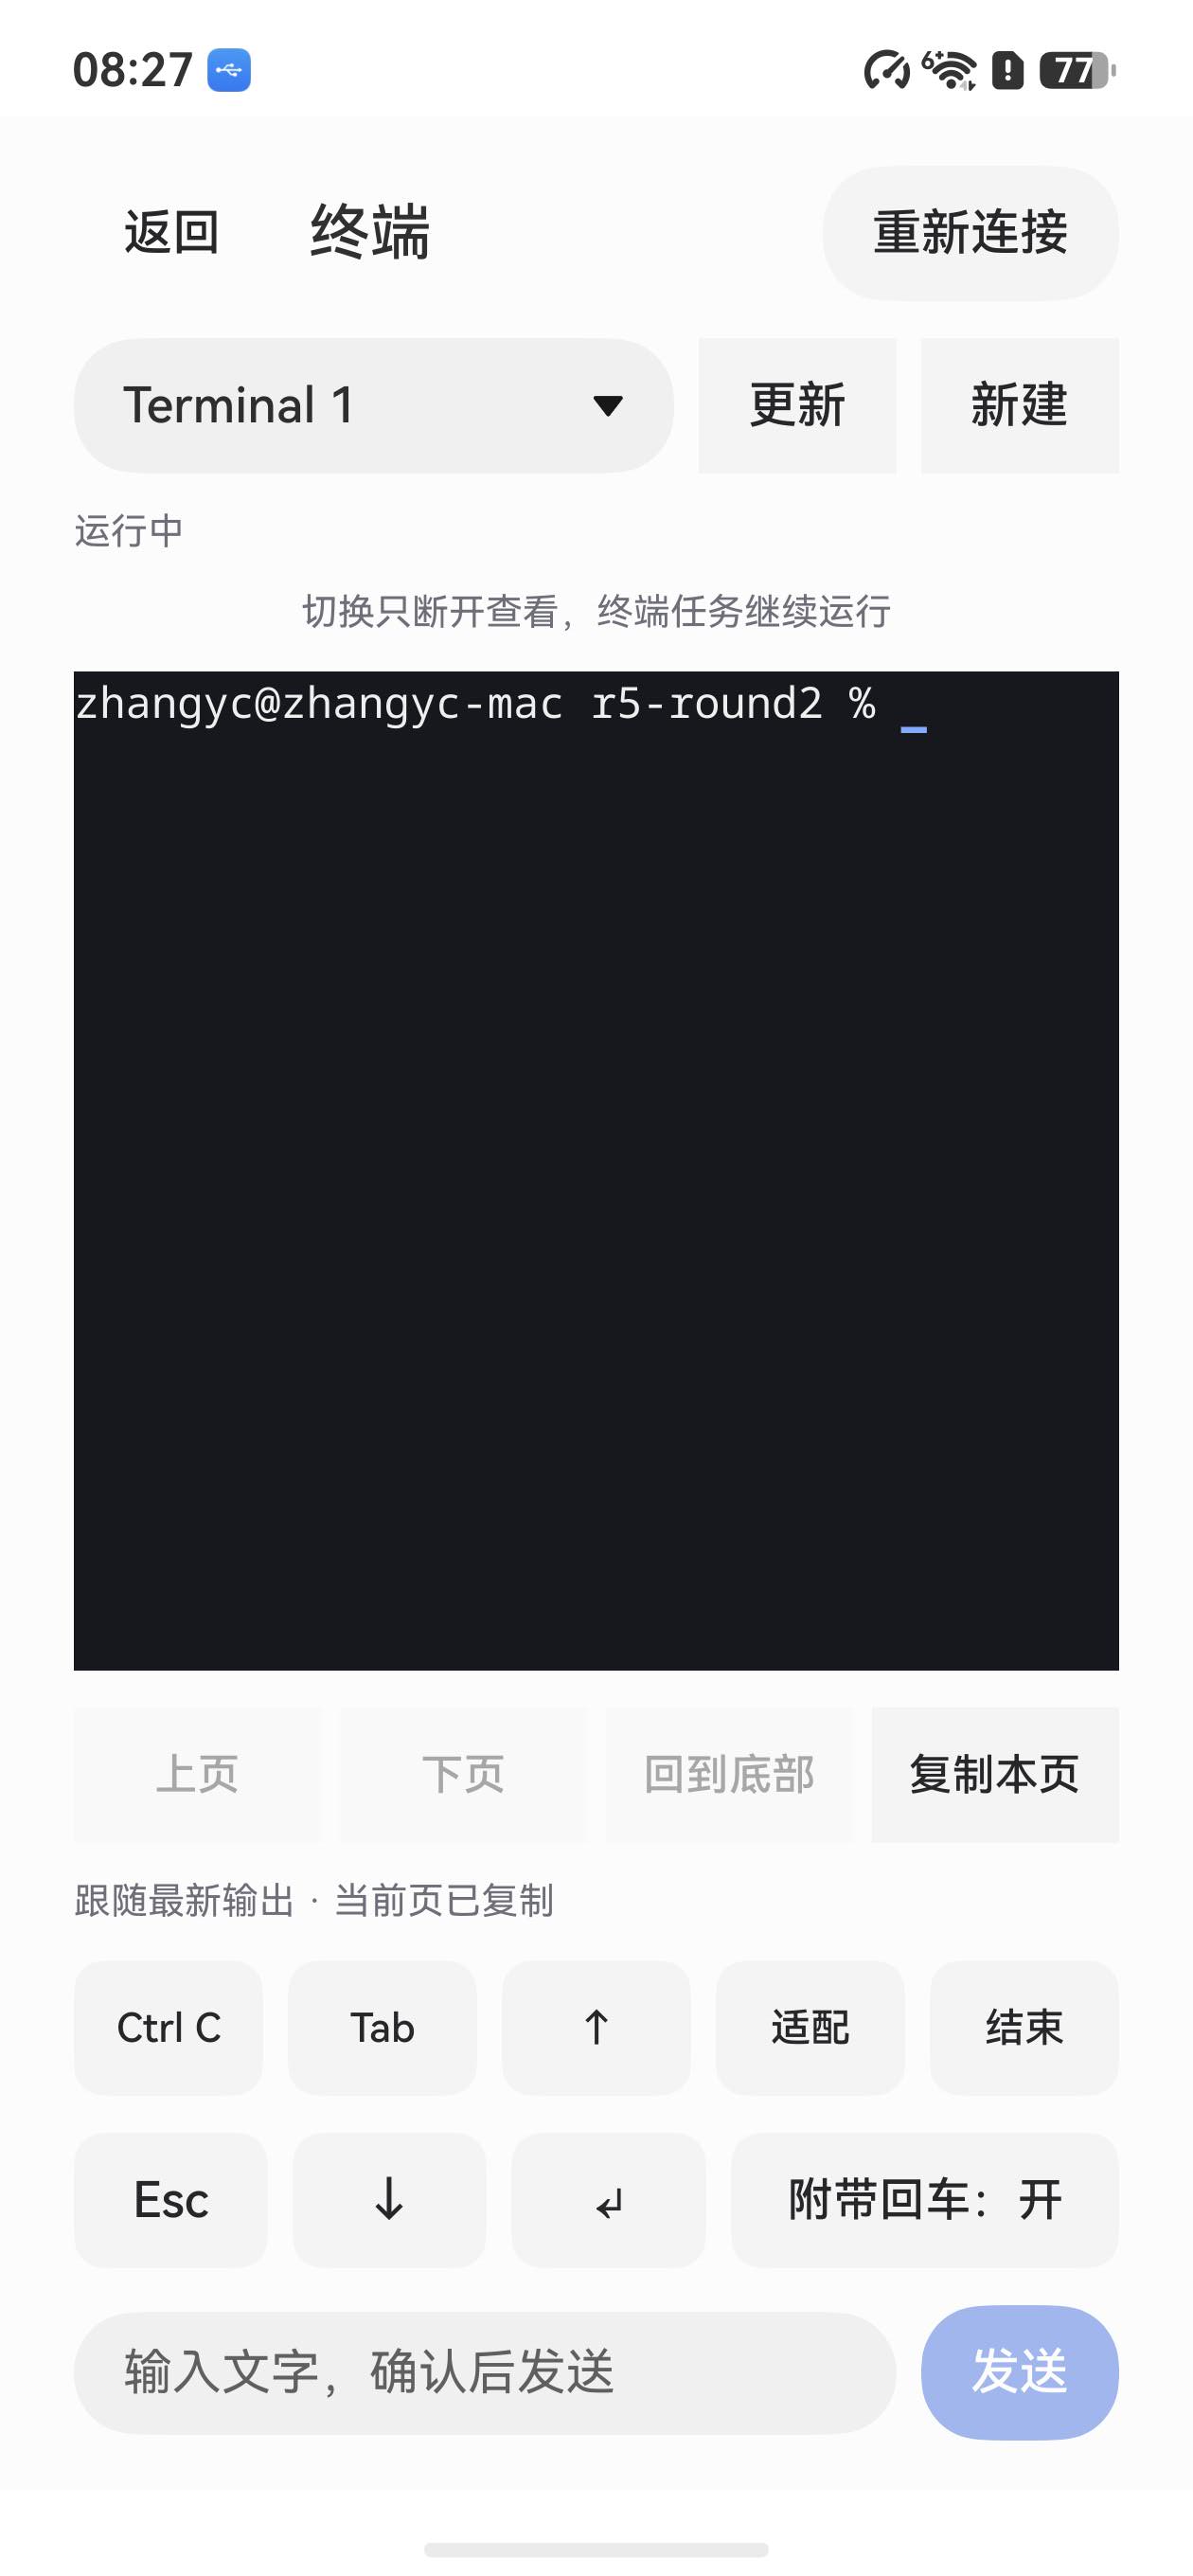 08:27
6+
77
返回
终端
重新连接
Terminal 1
更新
新建
运行中
切换只断开查看，终端任务继续运行
zhangyc@zhangyc-mac r5-round2 % _
上页
下页
回到底部
复制本页
跟随最新输出 · 当前页已复制
Ctrl C
Tab
↑
适配
结束
Esc
↓
↲
附带回车：开
输入文字，确认后发送
发送